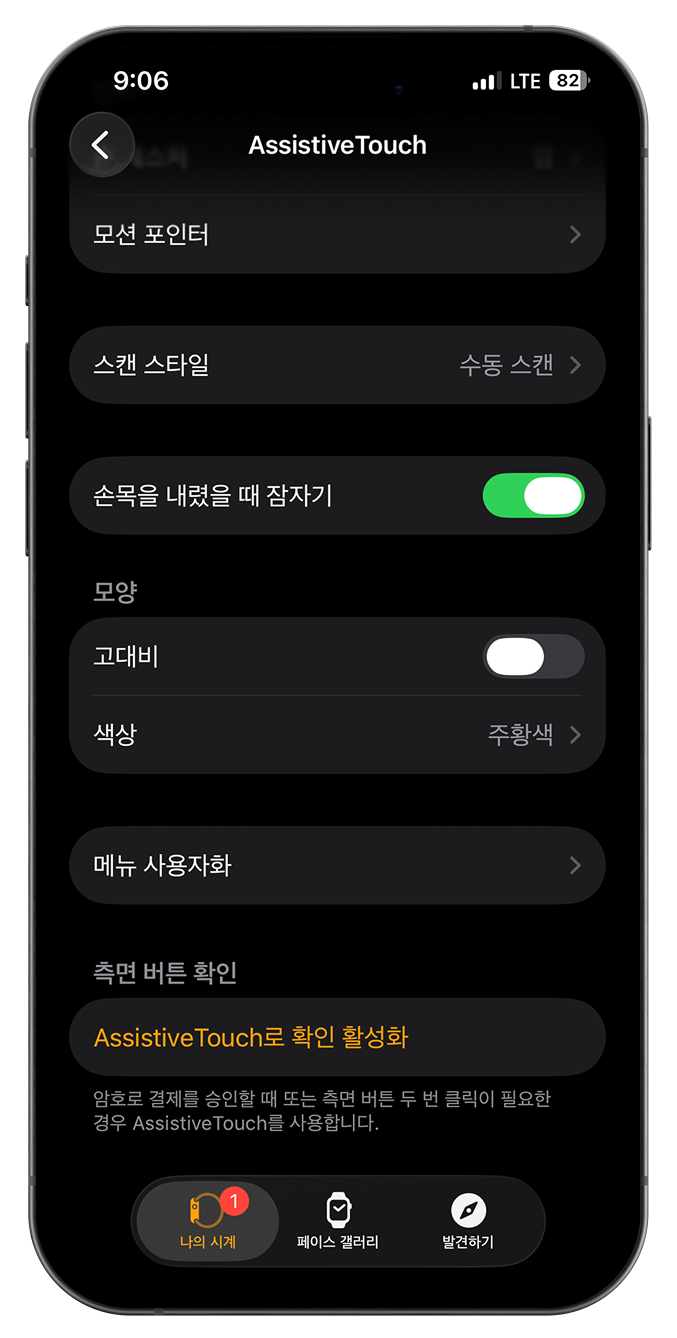 9:06
LTE 82
AssistiveTouch
모션 포인터
스캔 스타일 수동 스캔
손목을 내렸을 때 잠자기
모양
고대비
색상 주황색
메뉴 사용자화
측면 버튼 확인
AssistiveTouch로 확인 활성화
암호로 결제를 승인할 때 또는 측면 버튼 두 번 클릭이 필요한
경우 AssistiveTouch를 사용합니다.
1
나의 시계 페이스 갤러리 발견하기